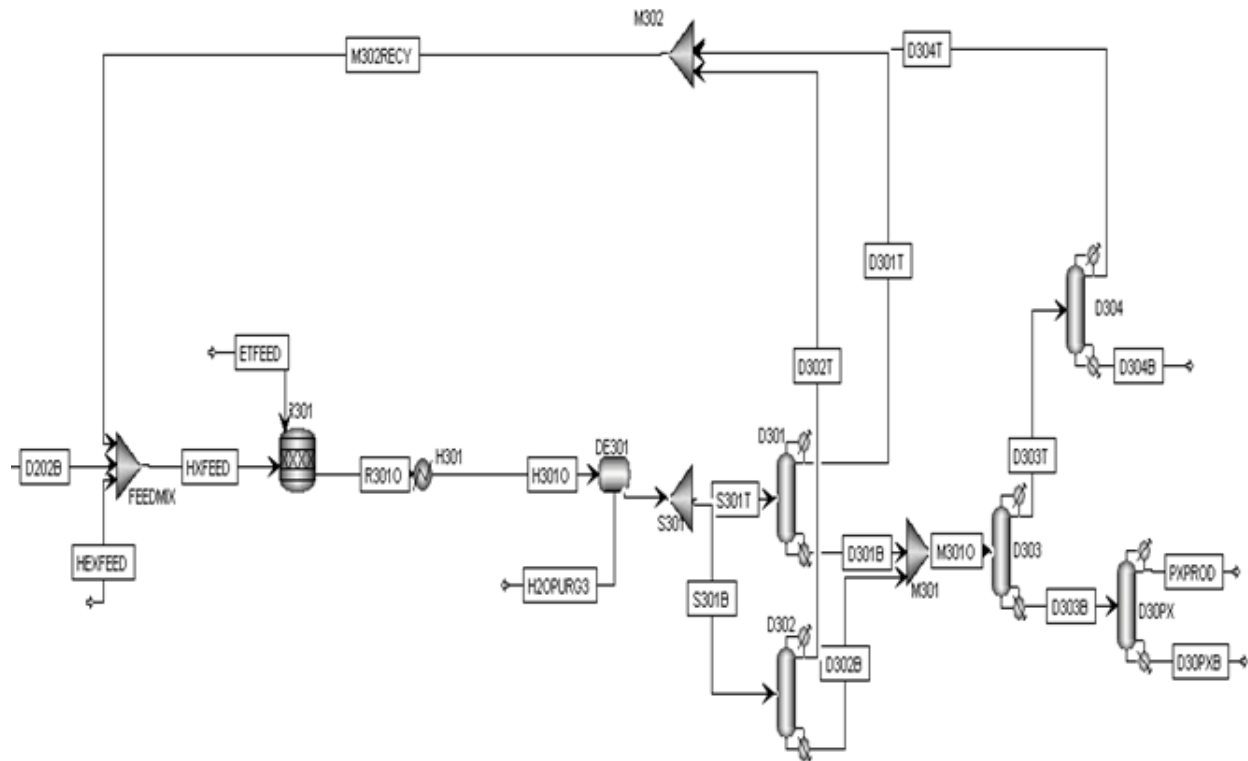 M302
M302RECY
D304T
D301T
D304
ETFEED
D302T
D304B
R301
DE301
D301
D303T
D202B
HXFEED
R301O
H301
H301O
S301
S301T
FEEDMIX
D301B
M301O
D303
PXPROD
HEXFEED
H2OPURG3
S301B
M301
D303B
D30PX
D302
D302B
D30PXB